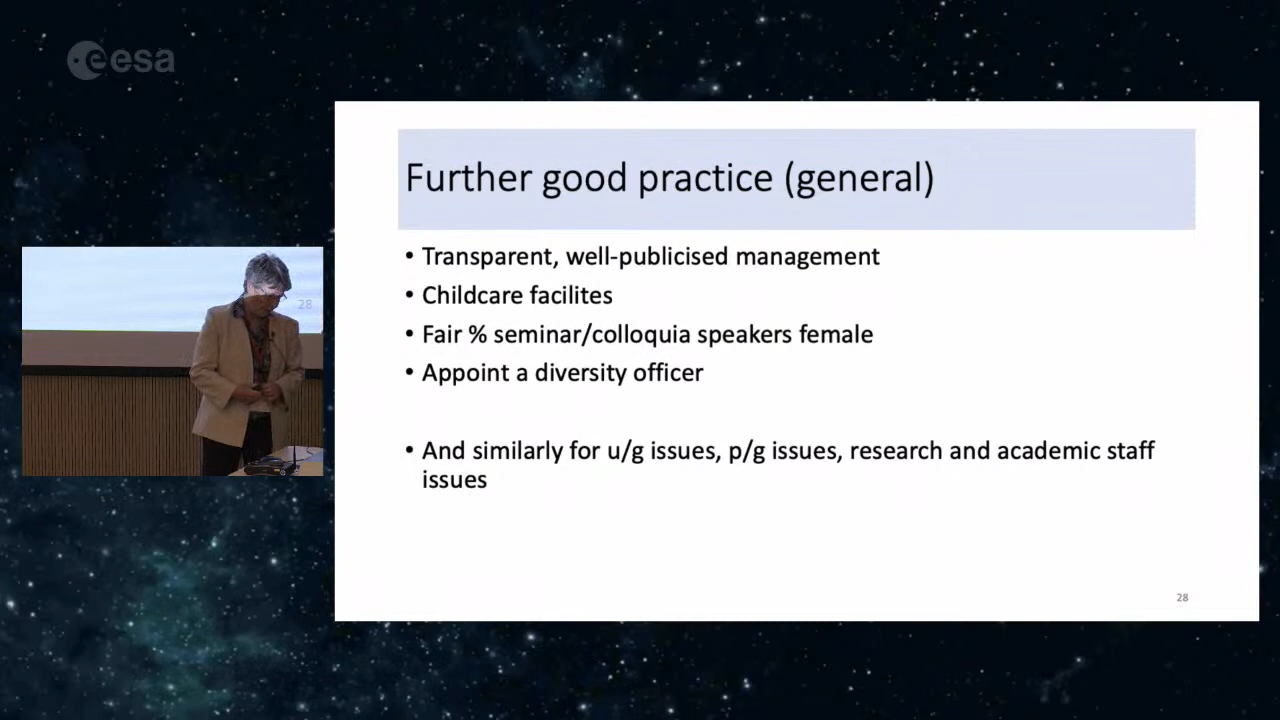 esa
Further good practice (general)
• Transparent, well-publicised management
• Childcare facilites
• Fair % seminar/colloquia speakers female
• Appoint a diversity officer
• And similarly for u/g issues, p/g issues, research and academic staff
issues
28
28